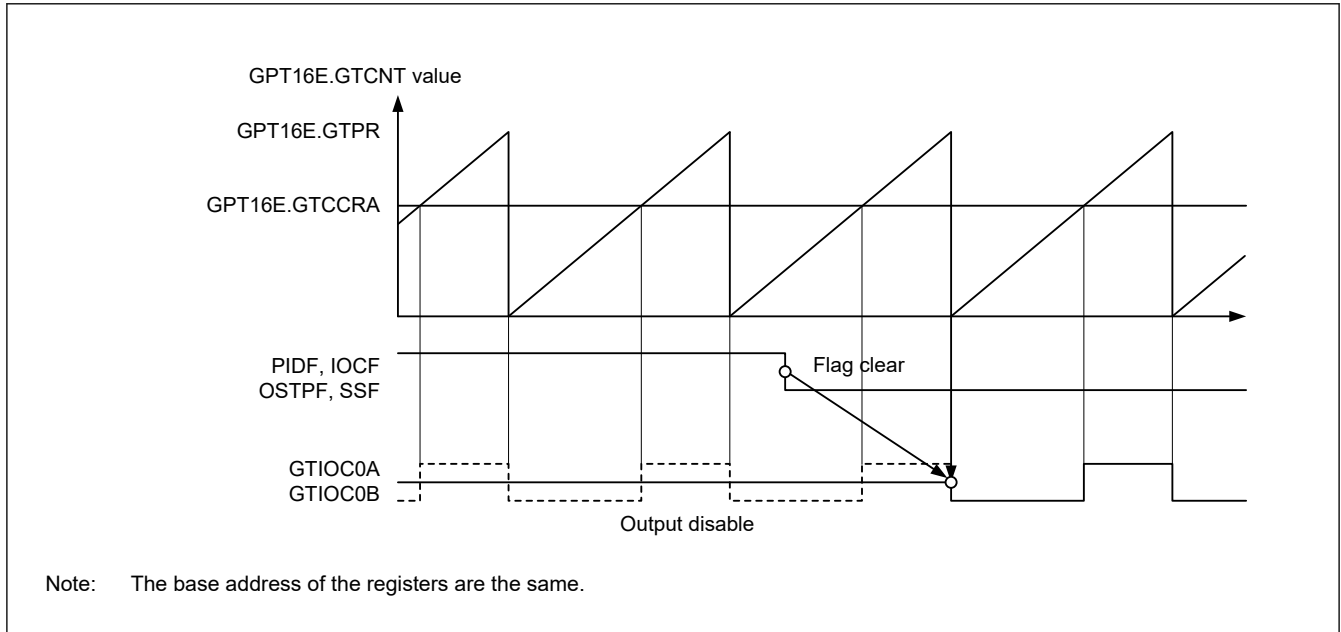 GPT16E.GTCNT value
GPT16E.GTPR
GPT16E.GTCCRA
PIDF, IOCF
OSTPF, SSF
Flag clear
GTIOC0A
GTIOC0B
Output disable
Note: The base address of the registers are the same.